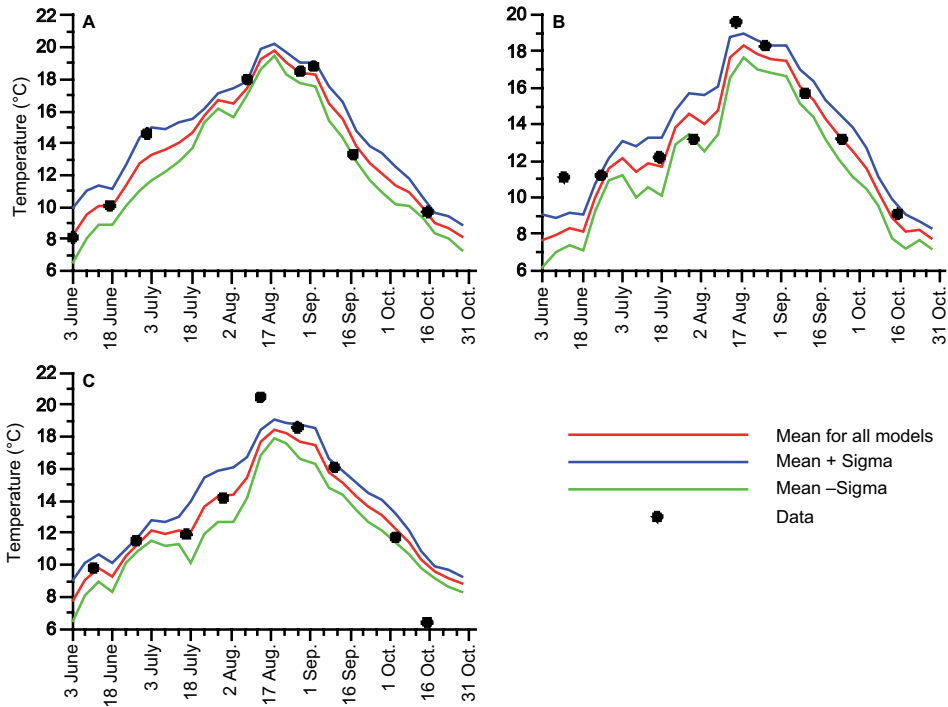 A
22
20
18
16
14
12
10
8
6
Temperature (°C)
3 June
18 June
3 July
18 July
2 Aug.
17 Aug.
1 Sep.
16 Sep.
1 Oct.
16 Oct.
31 Oct.
B
20
18
16
14
12
10
8
6
3 June
18 June
3 July
18 July
2 Aug.
17 Aug.
1 Sep.
16 Sep.
1 Oct.
16 Oct.
31 Oct.
C
22
20
18
16
14
12
10
8
6
Temperature (°C)
3 June
18 June
3 July
18 July
2 Aug.
17 Aug.
1 Sep.
16 Sep.
1 Oct.
16 Oct.
31 Oct.
Mean for all models
Mean + Sigma
Mean –Sigma
Data